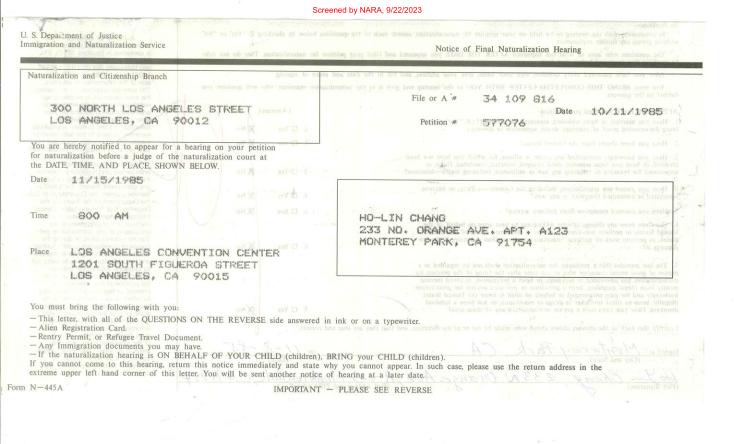 Screened by NARA, 9/22/2023
U. S. Department of Justice
Immigration and Naturalization Service
Notice of Final Naturalization Hearing
Naturalization and Citizenship Branch
300 NORTH LOS ANGELES STREET
LOS ANGELES, CA 90012
File or A # 34 109 816
Date 10/11/1985
Petition # 577076
You are hereby notified to appear for a hearing on your petition
for naturalization before a judge of the naturalization court at
the DATE, TIME, AND PLACE, SHOWN BELOW.
Date 11/15/1985
Time 800 AM
Place LOS ANGELES CONVENTION CENTER
1201 SOUTH FIGUEROA STREET
LOS ANGELES, CA 90015
HO-LIN CHANG
233 NO. ORANGE AVE. APT. A123
MONTEREY PARK, CA 91754
You must bring the following with you:
— This letter, with all of the QUESTIONS ON THE REVERSE side answered in ink or on a typewriter.
— Alien Registration Card.
— Rentry Permit, or Refugee Travel Document.
— Any Immigration documents you may have.
— If the naturalization hearing is ON BEHALF OF YOUR CHILD (children), BRING your CHILD (children).
If you cannot come to this hearing, return this notice immediately and state why you cannot appear. In such case, please use the return address in the
extreme upper left hand corner of this letter. You will be sent another notice of hearing at a later date.
Form N—445A
IMPORTANT — PLEASE SEE REVERSE